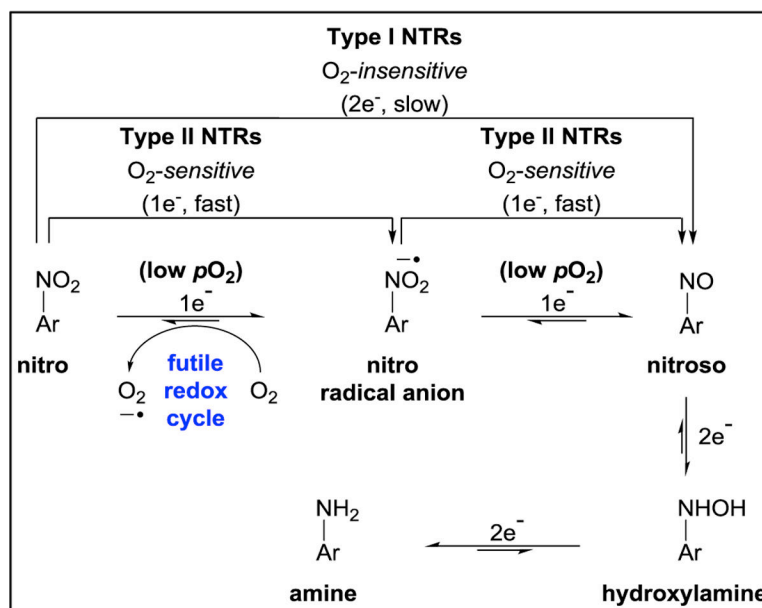 Type I NTRs
O₂-insensitive
(2e⁻, slow)
Type II NTRs
O₂-sensitive
(1e⁻, fast)
Type II NTRs
O₂-sensitive
(1e⁻, fast)
NO₂
Ar
nitro
(low pO₂)
1e⁻
O₂
−•
futile
redox
cycle
O₂
−•
NO₂
Ar
nitro
radical anion
(low pO₂)
1e⁻
NO
Ar
nitroso
2e⁻
NHOH
Ar
hydroxylamine
2e⁻
NH₂
Ar
amine